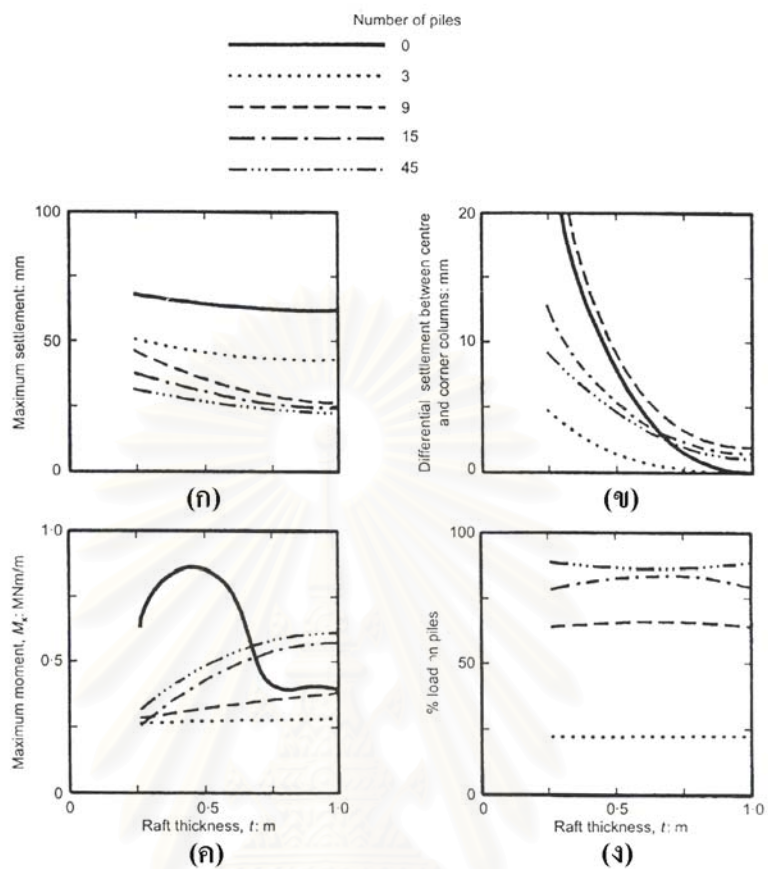 Number of piles
0
3
9
15
45
100
50
0
Maximum settlement: mm
(ก)
20
10
0
Differential settlement between centre
and corner columns: mm
(ข)
1·0
0·5
0
Maximum moment, Mx: MNm/m
0
0·5
1·0
Raft thickness, t: m
(ค)
100
50
0
% load on piles
0
0·5
1·0
Raft thickness, t: m
(ง)